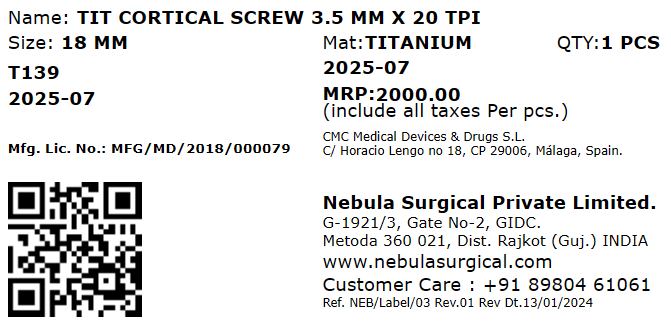 Name: TIT CORTICAL SCREW 3.5 MM X 20 TPI
Size: 18 MM Mat:TITANIUM QTY:1 PCS
T139 2025-07
2025-07 MRP:2000.00
(include all taxes Per pcs.)
Mfg. Lic. No.: MFG/MD/2018/000079
CMC Medical Devices & Drugs S.L.
C/ Horacio Lengo no 18, CP 29006, Málaga, Spain.
Nebula Surgical Private Limited.
G-1921/3, Gate No-2, GIDC.
Metoda 360 021, Dist. Rajkot (Guj.) INDIA
www.nebulasurgical.com
Customer Care : +91 89804 61061
Ref. NEB/Label/03 Rev.01 Rev Dt.13/01/2024